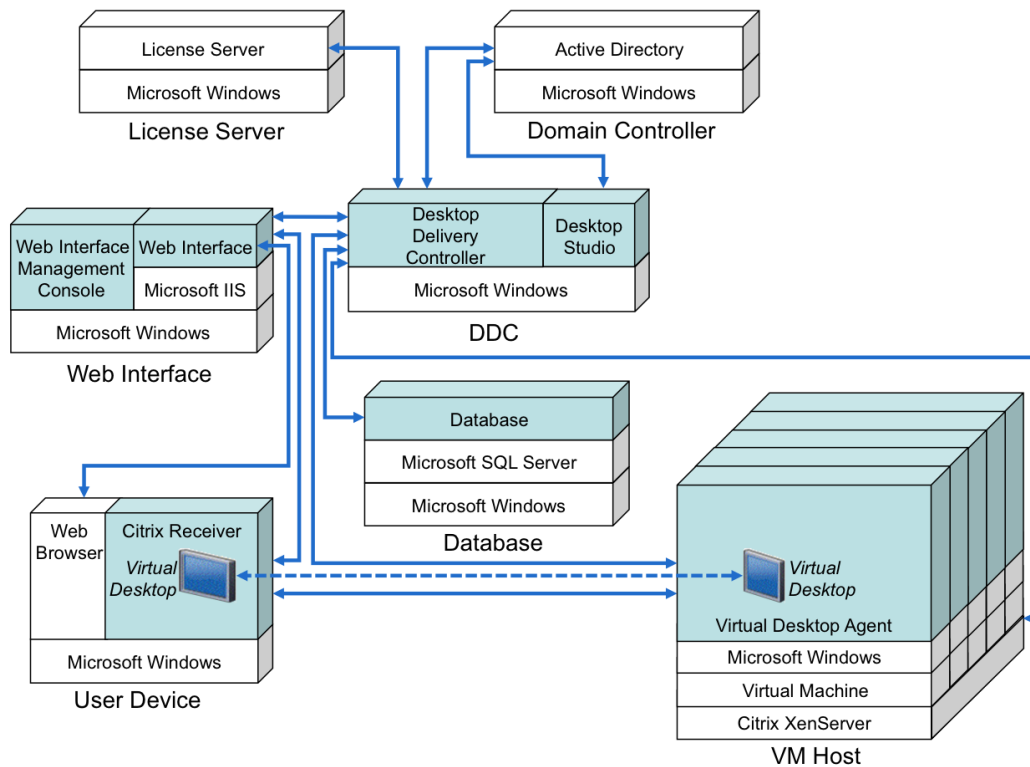 License Server
Microsoft Windows
License Server
Active Directory
Microsoft Windows
Domain Controller
Web Interface
Management
Console
Web Interface
Microsoft IIS
Microsoft Windows
Web Interface
Desktop
Delivery
Controller
Desktop
Studio
Microsoft Windows
DDC
Database
Microsoft SQL Server
Microsoft Windows
Database
Web
Browser
Citrix Receiver
Virtual
Desktop
Microsoft Windows
User Device
Virtual
Desktop
Virtual Desktop Agent
Microsoft Windows
Virtual Machine
Citrix XenServer
VM Host